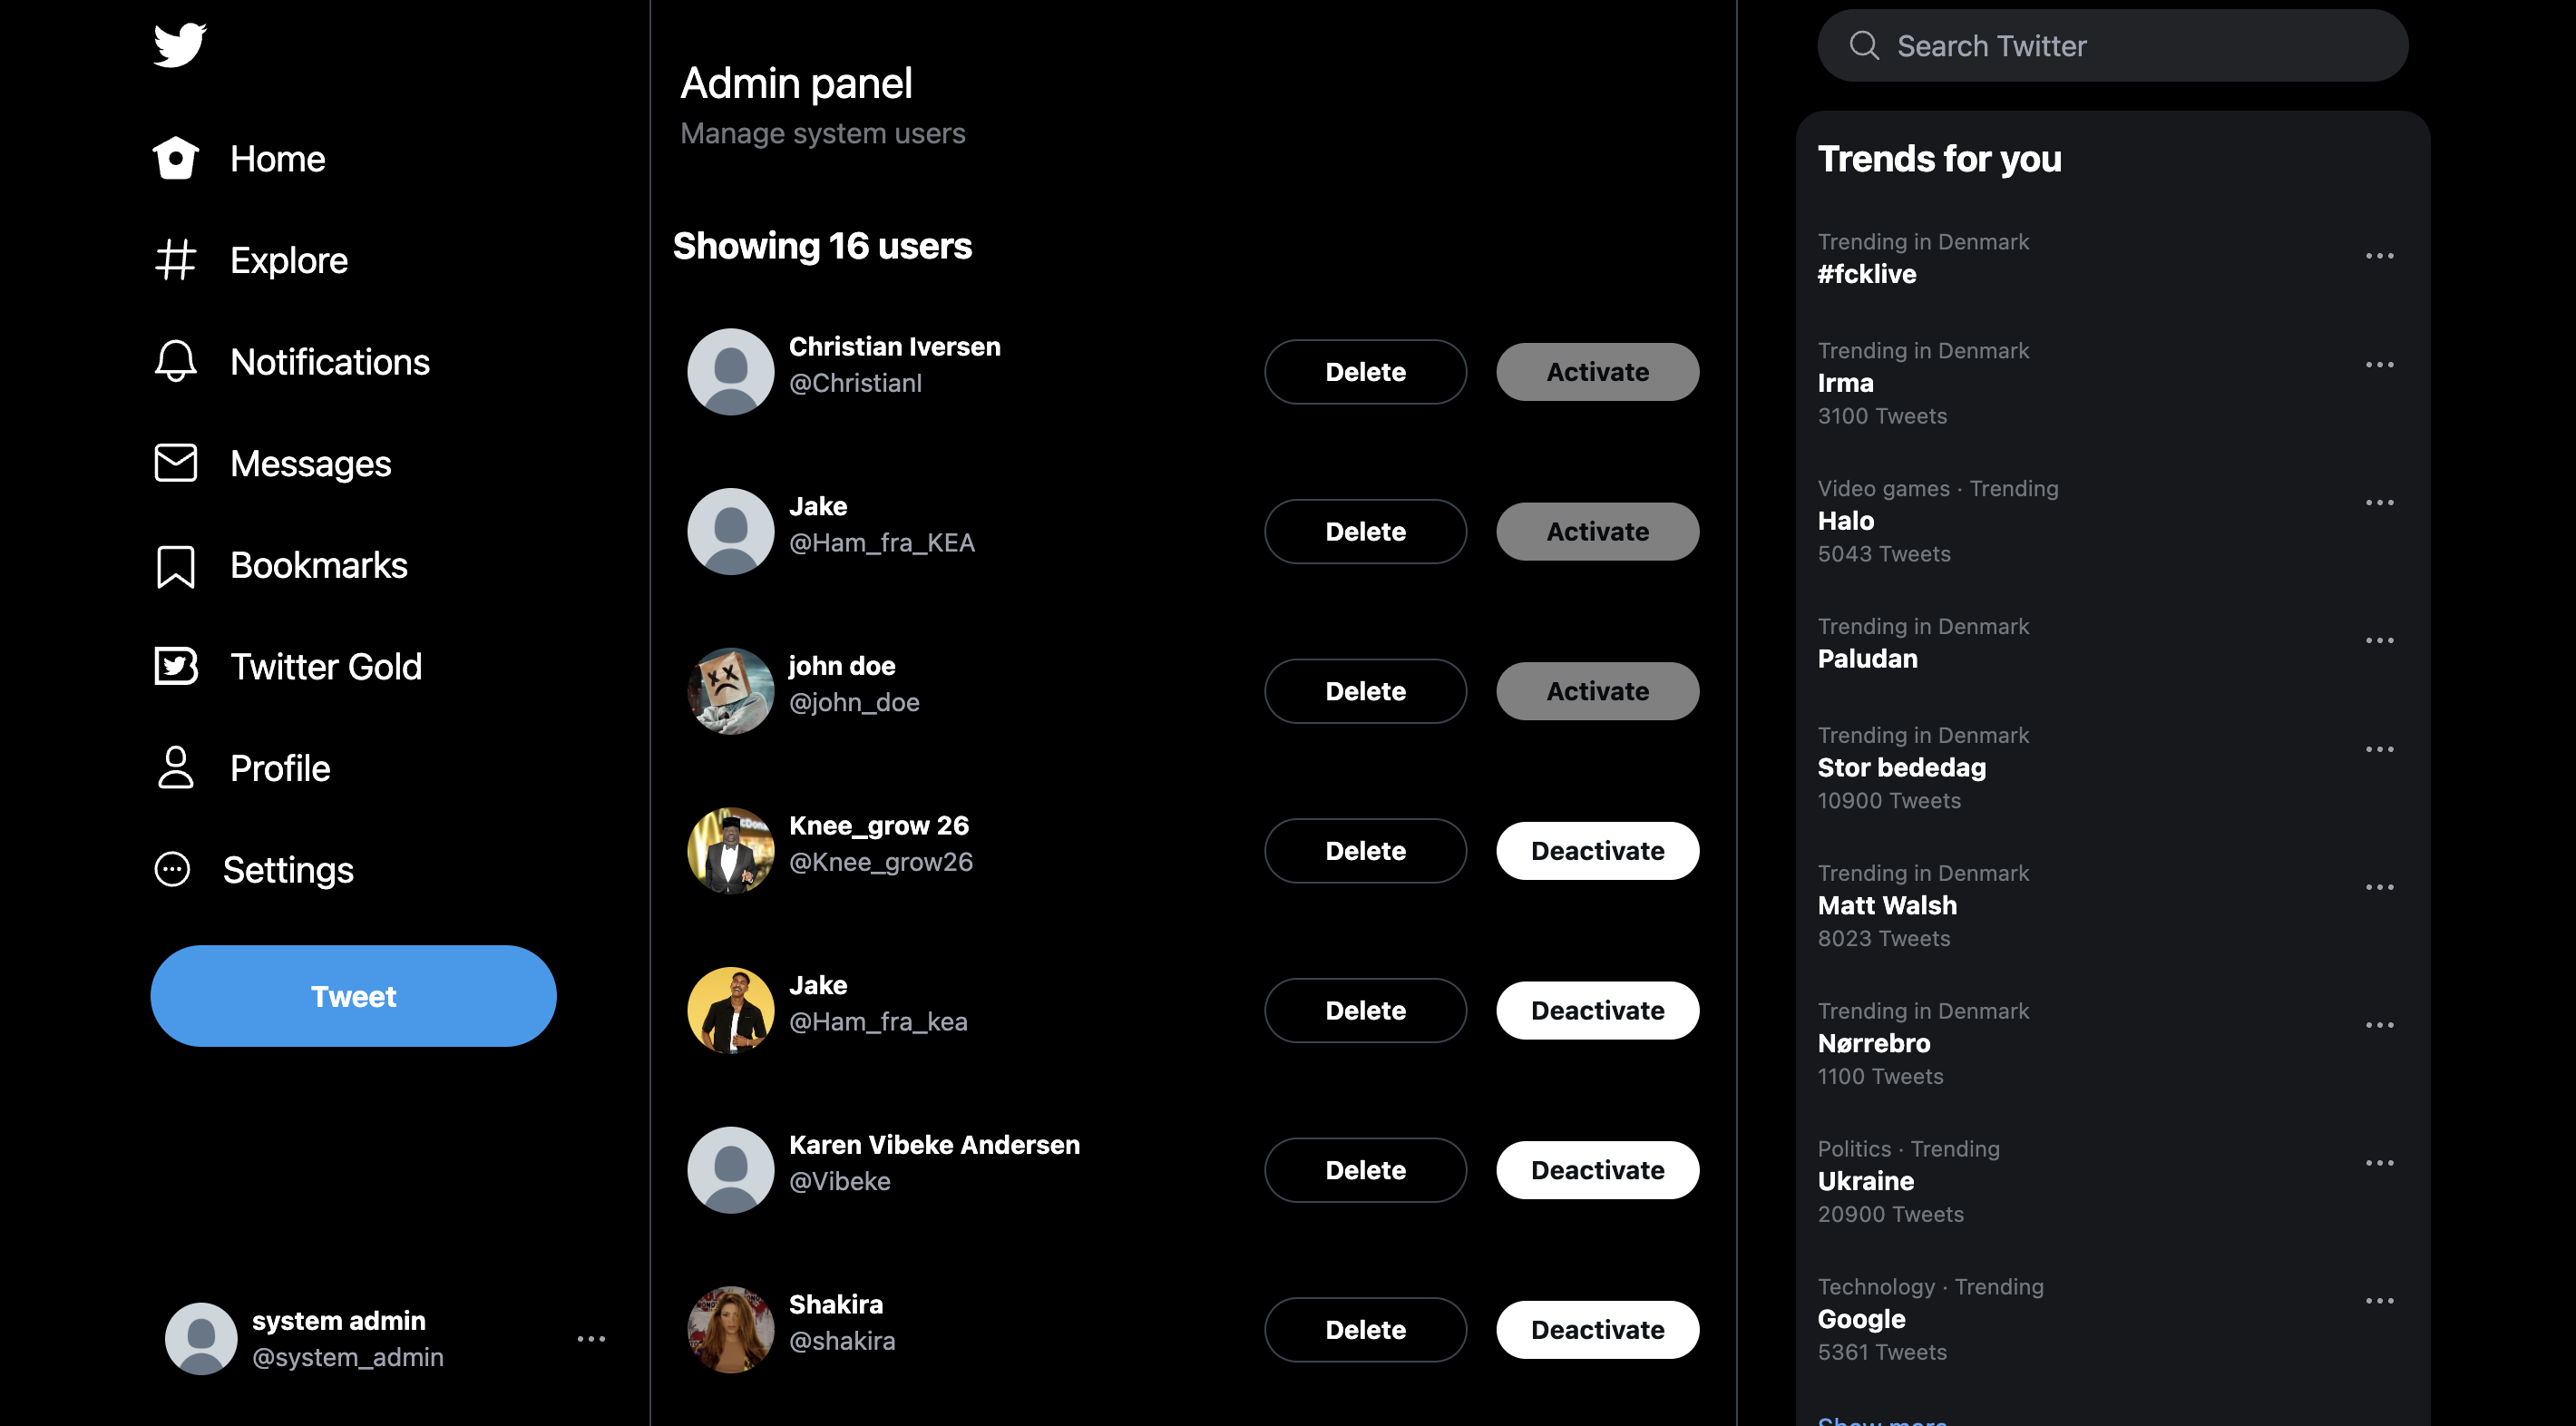 Home
Explore
Notifications
Messages
Bookmarks
Twitter Gold
Profile
Settings
Tweet
system admin
@system_admin
Admin panel
Manage system users
Showing 16 users
Christian Iversen
@ChristianI
Delete
Activate
Jake
@Ham_fra_KEA
Delete
Activate
john doe
@john_doe
Delete
Activate
Knee_grow 26
@Knee_grow26
Delete
Deactivate
Jake
@Ham_fra_kea
Delete
Deactivate
Karen Vibeke Andersen
@Vibeke
Delete
Deactivate
Shakira
@shakira
Delete
Deactivate
Search Twitter
Trends for you
Trending in Denmark
#fcklive
Trending in Denmark
Irma
3100 Tweets
Video games · Trending
Halo
5043 Tweets
Trending in Denmark
Paludan
Trending in Denmark
Stor bededag
10900 Tweets
Trending in Denmark
Matt Walsh
8023 Tweets
Trending in Denmark
Nørrebro
1100 Tweets
Politics · Trending
Ukraine
20900 Tweets
Technology · Trending
Google
5361 Tweets
Show more